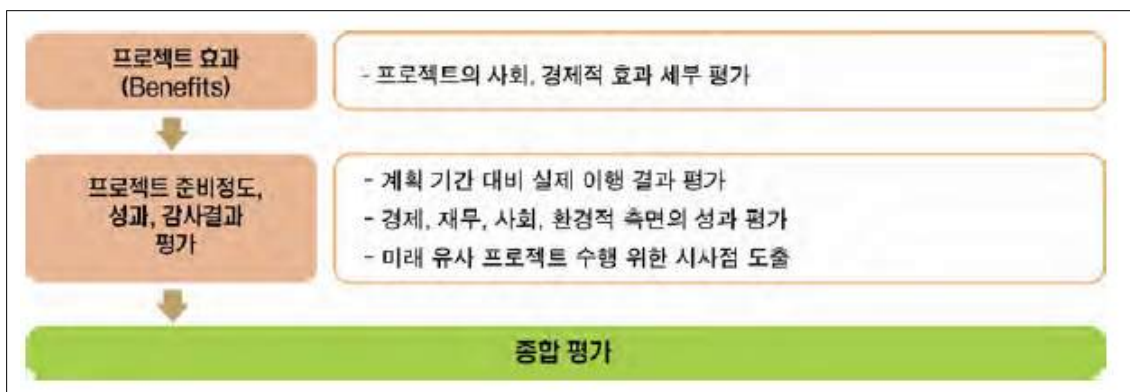 프로젝트 효과
(Benefits)
- 프로젝트의 사회, 경제적 효과 세부 평가
프로젝트 준비정도,
성과, 감사결과
평가
- 계획 기간 대비 실제 이행 결과 평가
- 경제, 재무, 사회, 환경적 측면의 성과 평가
- 미래 유사 프로젝트 수행 위한 시사점 도출
종합 평가